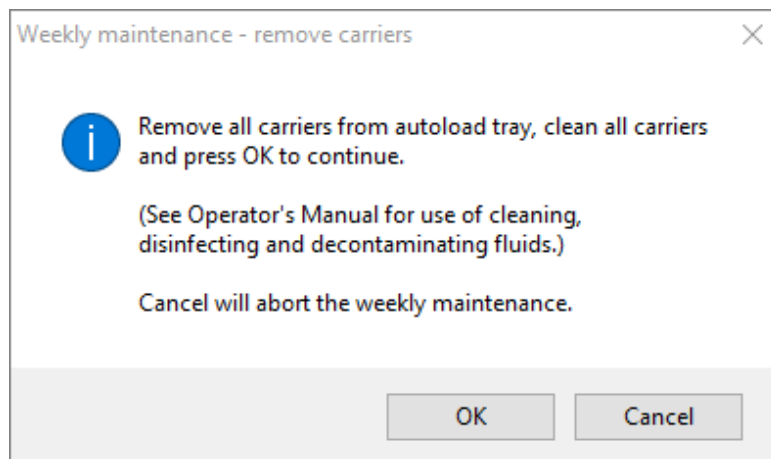 Weekly maintenance - remove carriers
Remove all carriers from autoload tray, clean all carriers
and press OK to continue.
(See Operator's Manual for use of cleaning,
disinfecting and decontaminating fluids.)
Cancel will abort the weekly maintenance.
OK
Cancel